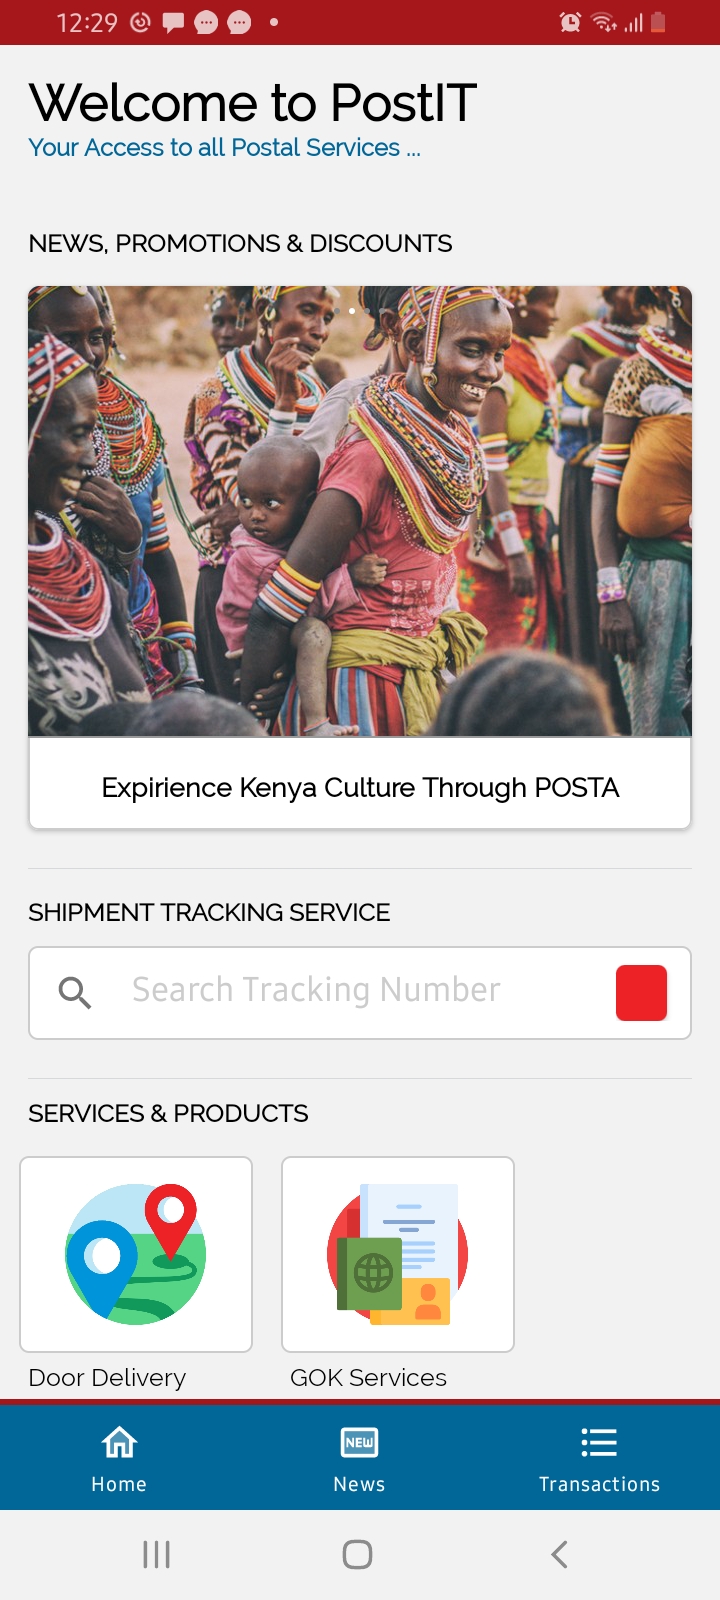 12:29
Welcome to PostIT
Your Access to all Postal Services ...
NEWS, PROMOTIONS & DISCOUNTS
Expirience Kenya Culture Through POSTA
SHIPMENT TRACKING SERVICE
Search Tracking Number
SERVICES & PRODUCTS
Door Delivery
GOK Services
NEW
Home
News
Transactions